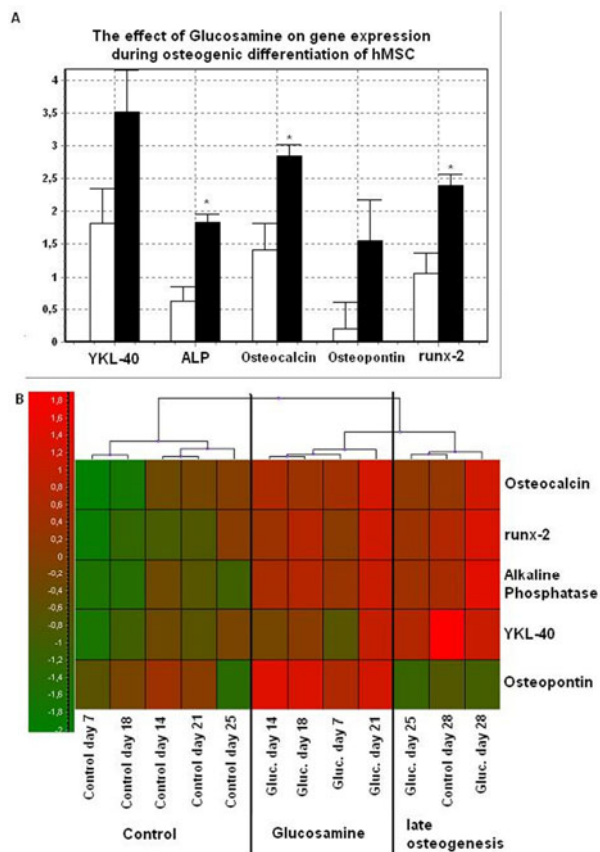 A
The effect of Glucosamine on gene expression
during osteogenic differentiation of hMSC
4
3,5
3
2,5
2
1,5
1
0,5
0
*
*
*
YKL-40 ALP Osteocalcin Osteopontin runx-2
B
1,8
1,6
1,4
1,2
1
0,8
0,6
0,4
0,2
0
-0,2
-0,4
-0,6
-0,8
-1
-1,2
-1,4
-1,6
-1,8
-2
Osteocalcin
runx-2
Alkaline
Phosphatase
YKL-40
Osteopontin
Control day 7
Control day 18
Control day 14
Control day 21
Control day 25
Gluc. day 14
Gluc. day 18
Gluc. day 7
Gluc. day 21
Gluc. day 25
Control day 28
Gluc. day 28
Control Glucosamine late
osteogenesis